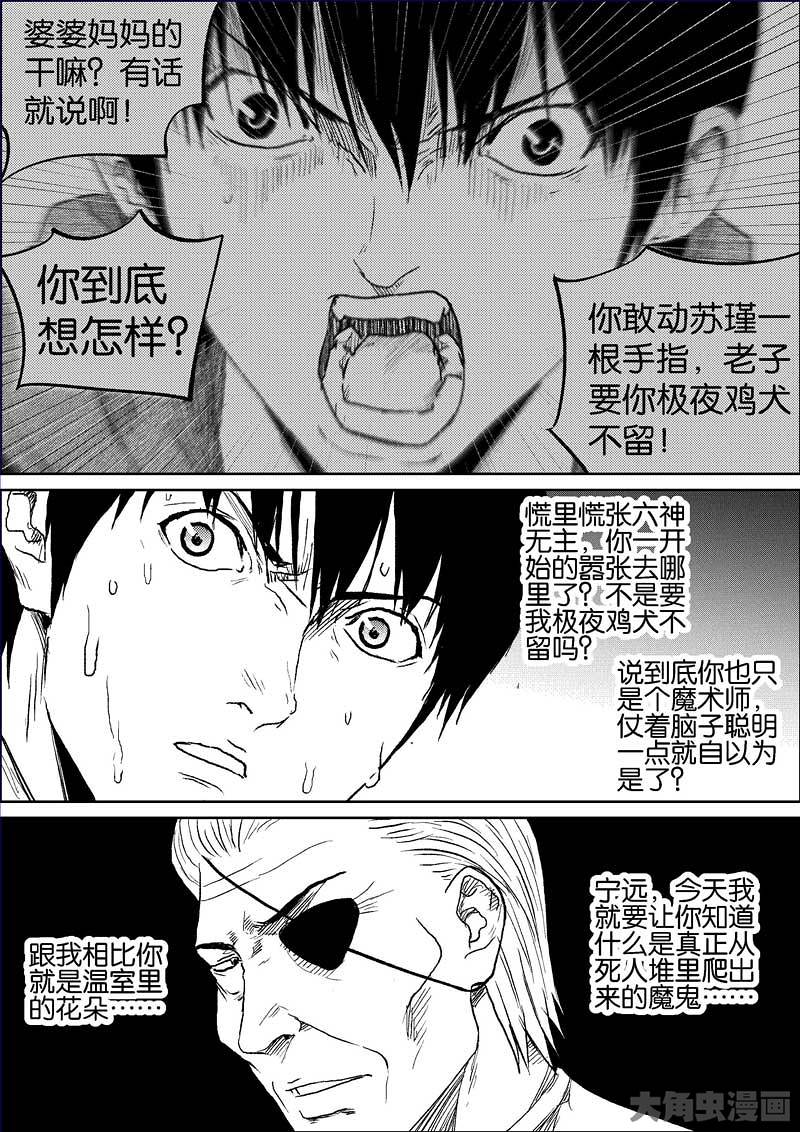 婆婆妈妈的
干嘛？有话
就说啊！
你到底
想怎样？
你敢动苏瑾一
根手指，老子
要你极夜鸡犬
不留！
慌里慌张六神
无主，你一开
始的嚣张去哪
里了？不是要
我极夜鸡犬不
留吗？
说到底你也只
是个魔术师，
仗着脑子聪明
一点就自以为
是了？
宁远，今天我
就要让你知道
什么是真正从
死人堆里爬出
来的魔鬼……
跟我相比你
就是温室里
的花朵……
大角虫漫画